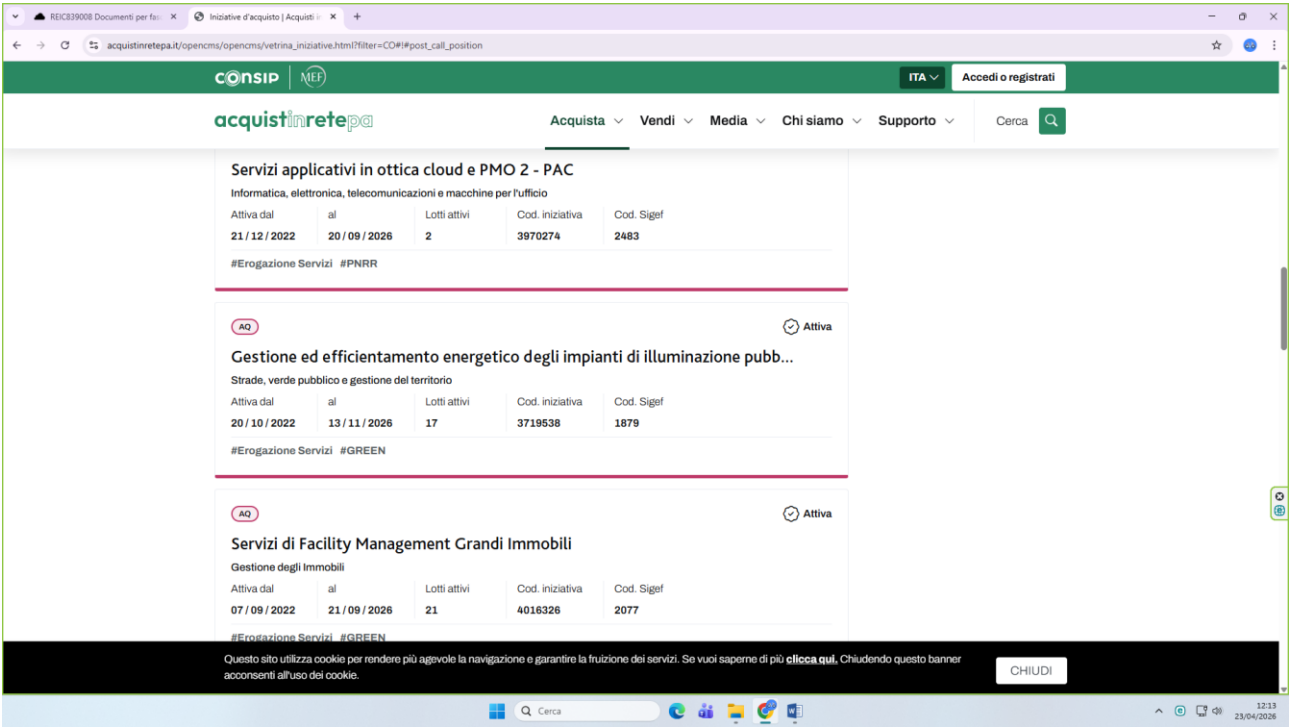 REIC839008 Documenti per fas
Iniziative d'acquisto | Acquisti in
acquistinretepa.it/opencms/opencms/vetrina_iniziative.html?filter=CO#!#post_call_position
consip MEF ITA Accedi o registrati
acquistinretepa Acquista Vendi Media Chi siamo Supporto Cerca
Servizi applicativi in ottica cloud e PMO 2 - PAC
Informatica, elettronica, telecomunicazioni e macchine per l'ufficio
Attiva dal al Lotti attivi Cod. iniziativa Cod. Sigef
21 / 12 / 2022 20 / 09 / 2026 2 3970274 2483
#Erogazione Servizi #PNRR
AQ Attiva
Gestione ed efficientamento energetico degli impianti di illuminazione pubb...
Strade, verde pubblico e gestione del territorio
Attiva dal al Lotti attivi Cod. iniziativa Cod. Sigef
20 / 10 / 2022 13 / 11 / 2026 17 3719538 1879
#Erogazione Servizi #GREEN
AQ Attiva
Servizi di Facility Management Grandi Immobili
Gestione degli Immobili
Attiva dal al Lotti attivi Cod. iniziativa Cod. Sigef
07 / 09 / 2022 21 / 09 / 2026 21 4016326 2077
#Erogazione Servizi #GREEN
Questo sito utilizza cookie per rendere più agevole la navigazione e garantire la fruizione dei servizi. Se vuoi saperne di più clicca qui. Chiudendo questo banner
acconsenti all'uso dei cookie.
CHIUDI
Cerca
12:13
23/04/2026